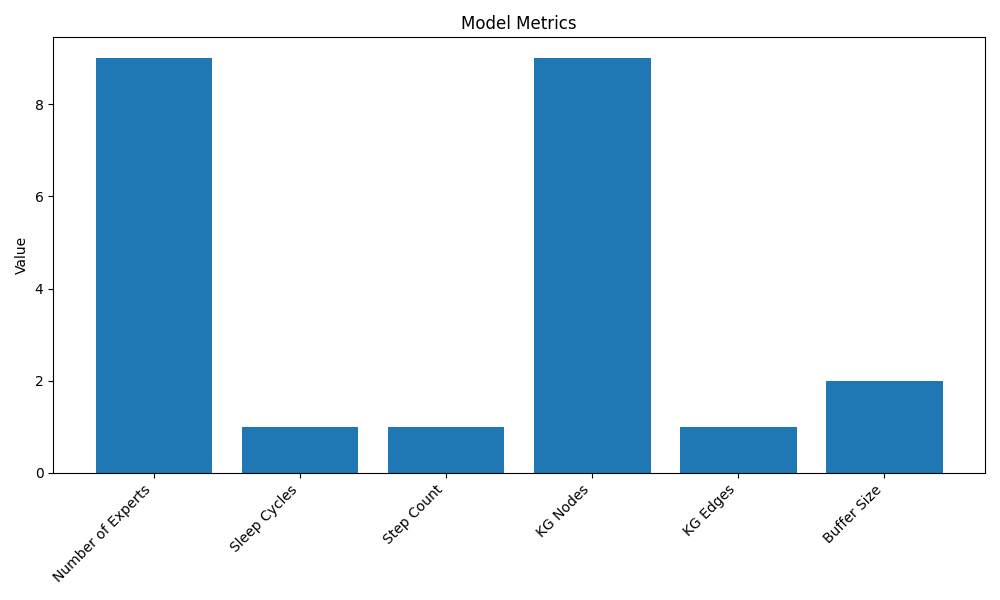 Model Metrics
Value
8
6
4
2
0
Number of Experts
Sleep Cycles
Step Count
KG Nodes
KG Edges
Buffer Size